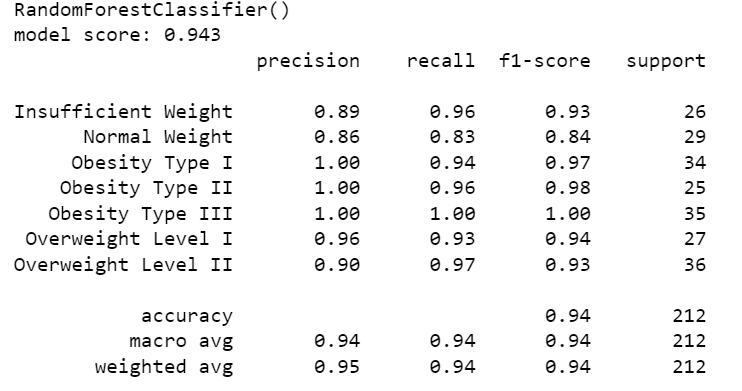 RandomForestClassifier()
model score: 0.943
precision recall f1-score support
Insufficient Weight 0.89 0.96 0.93 26
Normal Weight 0.86 0.83 0.84 29
Obesity Type I 1.00 0.94 0.97 34
Obesity Type II 1.00 0.96 0.98 25
Obesity Type III 1.00 1.00 1.00 35
Overweight Level I 0.96 0.93 0.94 27
Overweight Level II 0.90 0.97 0.93 36
accuracy 0.94 212
macro avg 0.94 0.94 0.94 212
weighted avg 0.95 0.94 0.94 212